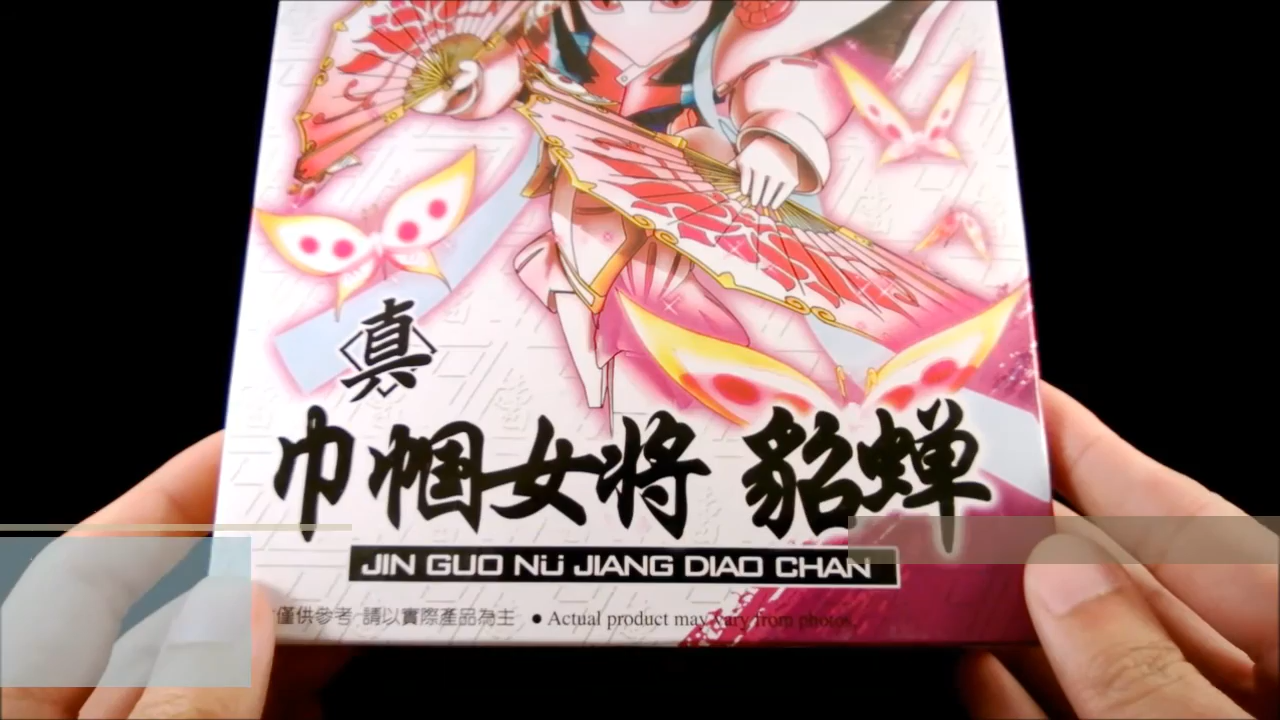 真
巾帼女将 貂蝉
JIN GUO NÜ JIANG DIAO CHAN
僅供參考 請以實際產品為主 ● Actual product may vary from photos.